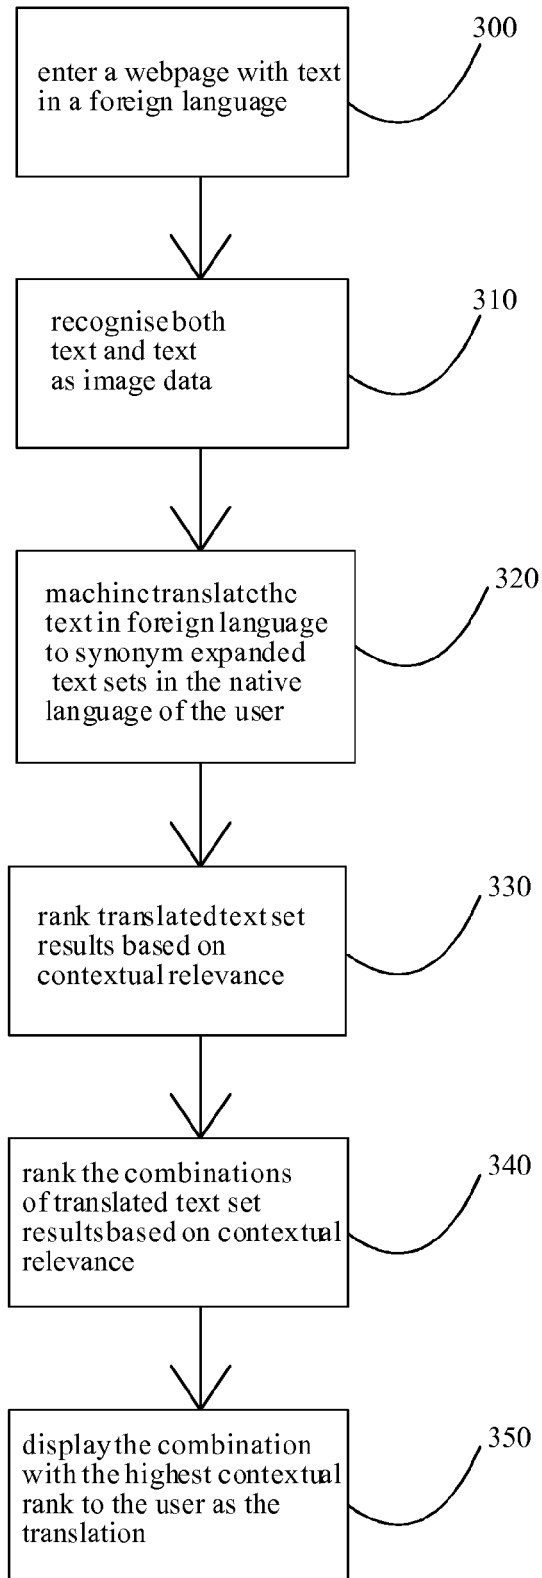 300
enter a webpage with text
in a foreign language
310
recognise both
text and text
as image data
320
machine translate the
text in foreign language
to synonym expanded
text sets in the native
language of the user
330
rank translated text set
results based on
contextual relevance
340
rank the combinations
of translated text set
results based on contextual
relevance
350
display the combination
with the highest contextual
rank to the user as the
translation